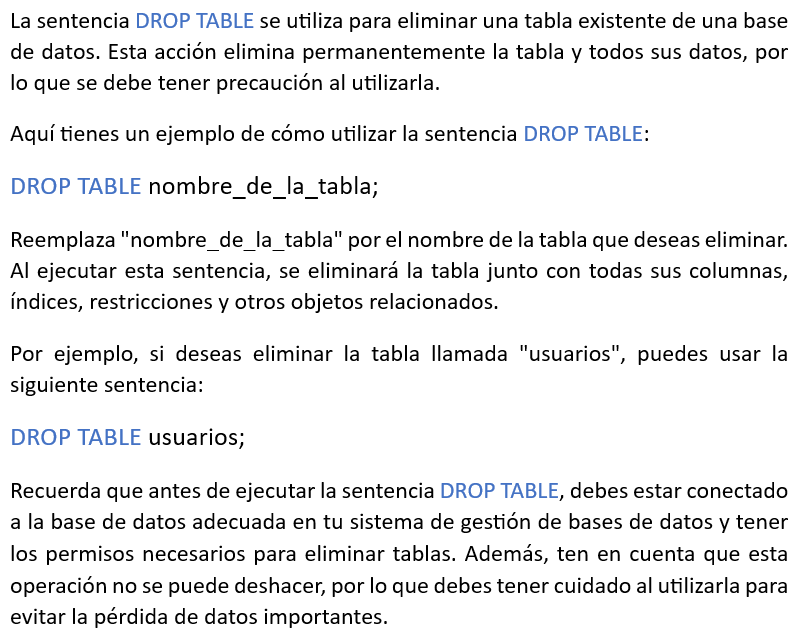 La sentencia DROP TABLE se utiliza para eliminar una tabla existente de una base
de datos. Esta acción elimina permanentemente la tabla y todos sus datos, por
lo que se debe tener precaución al utilizarla.
Aquí tienes un ejemplo de cómo utilizar la sentencia DROP TABLE:
DROP TABLE nombre_de_la_tabla;
Reemplaza "nombre_de_la_tabla" por el nombre de la tabla que deseas eliminar.
Al ejecutar esta sentencia, se eliminará la tabla junto con todas sus columnas,
índices, restricciones y otros objetos relacionados.
Por ejemplo, si deseas eliminar la tabla llamada "usuarios", puedes usar la
siguiente sentencia:
DROP TABLE usuarios;
Recuerda que antes de ejecutar la sentencia DROP TABLE, debes estar conectado
a la base de datos adecuada en tu sistema de gestión de bases de datos y tener
los permisos necesarios para eliminar tablas. Además, ten en cuenta que esta
operación no se puede deshacer, por lo que debes tener cuidado al utilizarla para
evitar la pérdida de datos importantes.